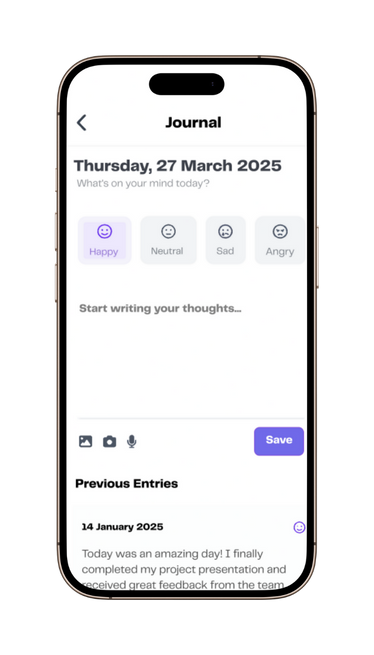 Journal
Thursday, 27 March 2025
What's on your mind today?
Happy Neutral Sad Angry
Start writing your thoughts...
Save
Previous Entries
14 January 2025
Today was an amazing day! I finally
completed my project presentation and
received great feedback from the team